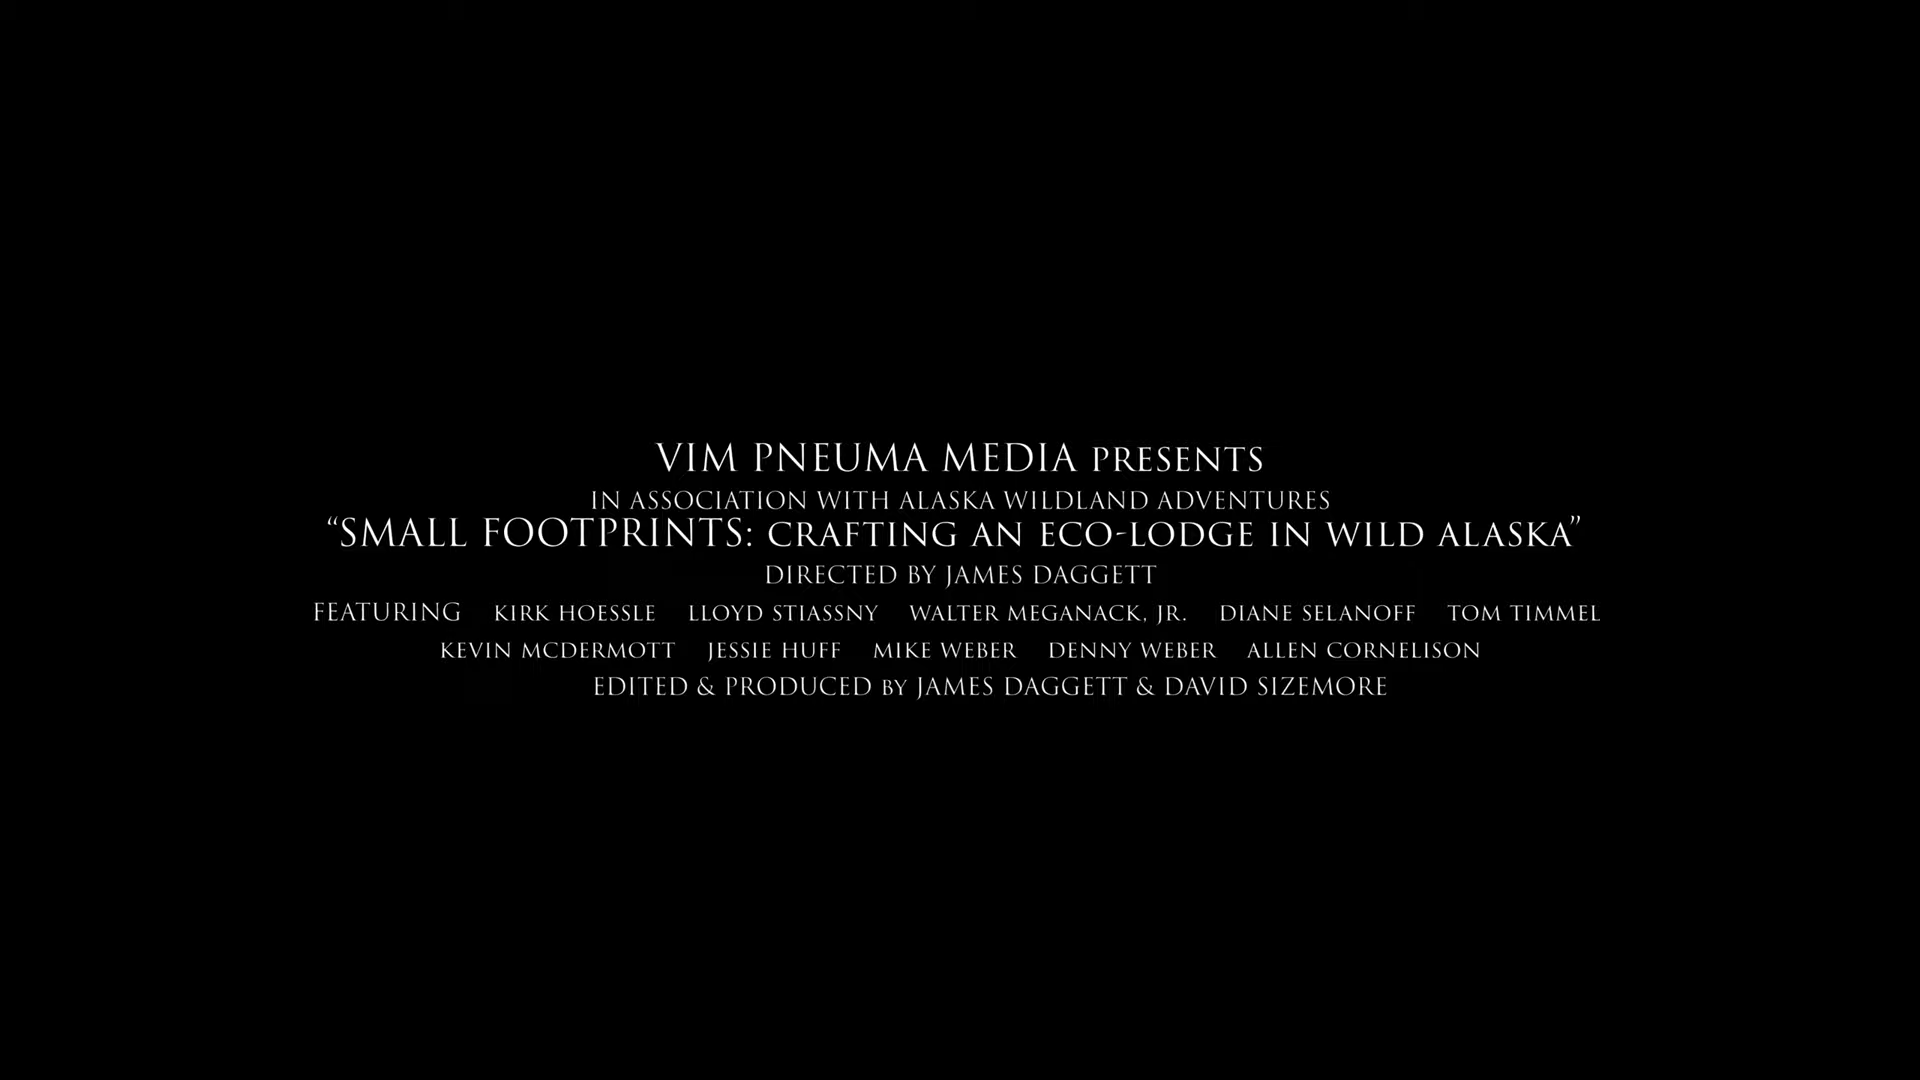 VIM PNEUMA MEDIA PRESENTS
IN ASSOCIATION WITH ALASKA WILDLAND ADVENTURES
“SMALL FOOTPRINTS: CRAFTING AN ECO-LODGE IN WILD ALASKA”
DIRECTED BY JAMES DAGGETT
FEATURING KIRK HOESSLE LLOYD STIASSNY WALTER MEGANACK, JR. DIANE SELANOFF TOM TIMMEL
KEVIN MCDERMOTT JESSIE HUFF MIKE WEBER DENNY WEBER ALLEN CORNELISON
EDITED & PRODUCED BY JAMES DAGGETT & DAVID SIZEMORE